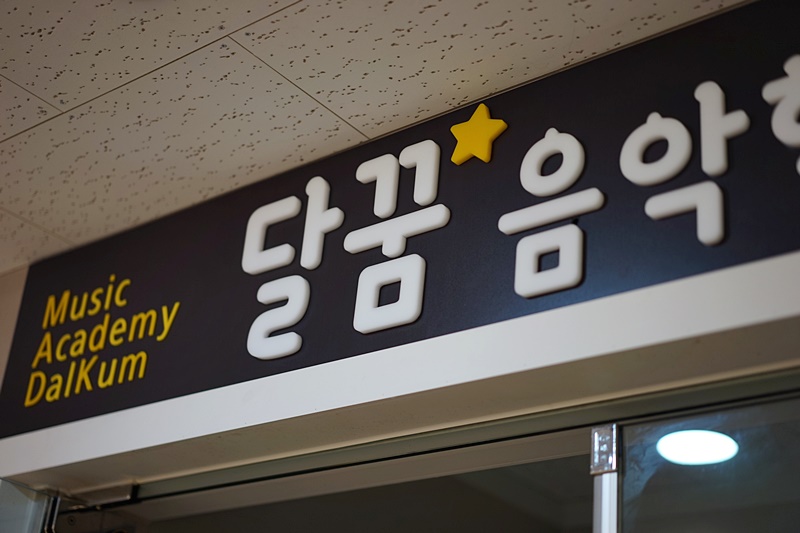 Music
Academy
DalKum
달꿈 음악